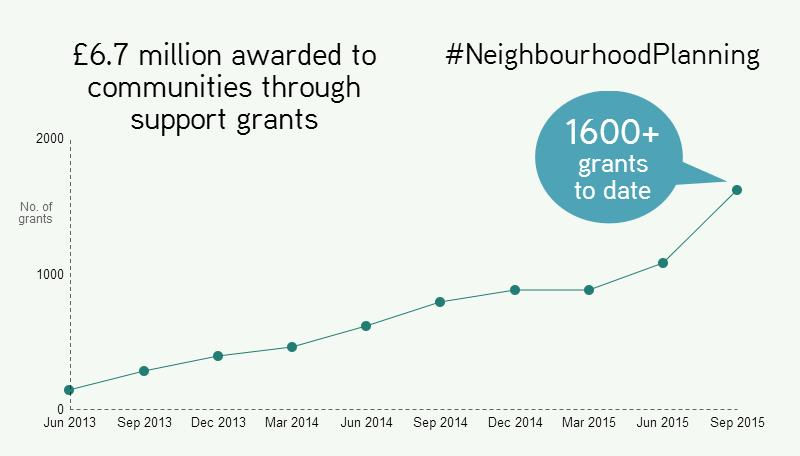 £6.7 million awarded to
communities through
support grants
#NeighbourhoodPlanning
1600+
grants
to date
2000
No. of
grants
1000
0
Jun 2013 Sep 2013 Dec 2013 Mar 2014 Jun 2014 Sep 2014 Dec 2014 Mar 2015 Jun 2015 Sep 2015